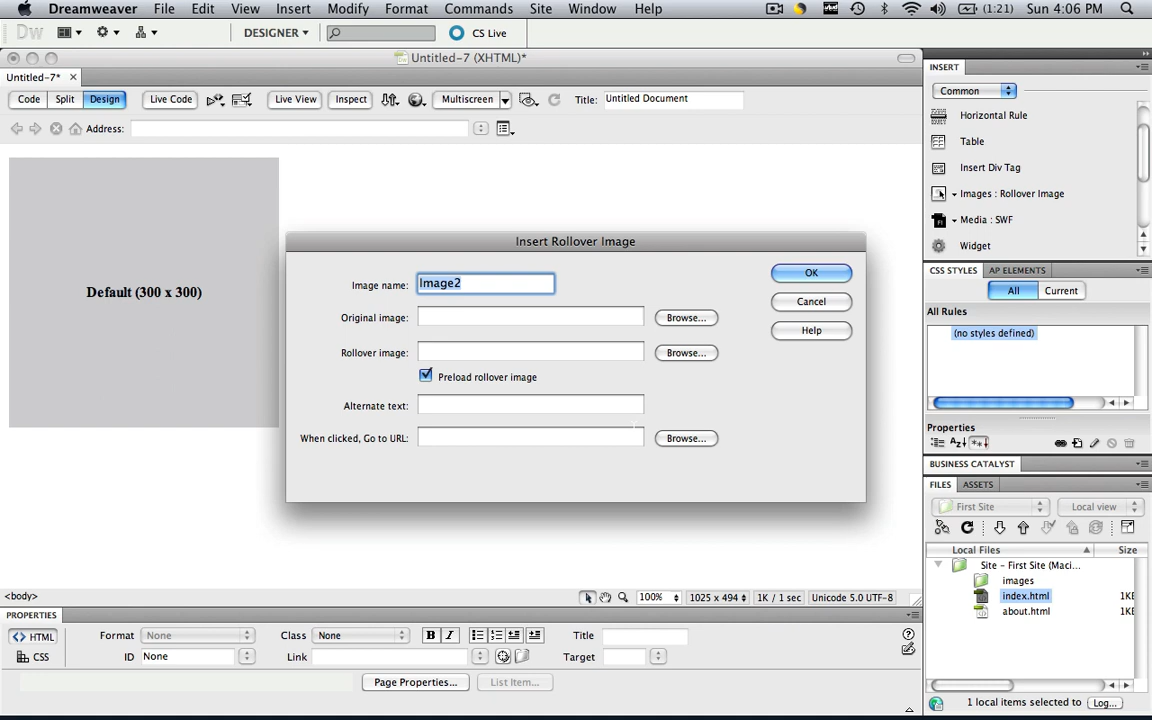 Dreamweaver File Edit View Insert Modify Format Commands Site Window Help (1:21) Sun 4:06 PM
Dw DESIGNER CS Live
Untitled-7 (XHTML)*
Untitled-7*
Code Split Design Live Code Live View Inspect Multiscreen Title: Untitled Document
Address:
Default (300 x 300)
Insert Rollover Image
Image name: Image2 OK
Original image: Browse... Cancel
Rollover image: Browse... Help
Preload rollover image
Alternate text:
When clicked, Go to URL: Browse...
<body> 100% 1025 x 494 1K / 1 sec Unicode 5.0 UTF-8
PROPERTIES
HTML Format None Class None B I Title
CSS ID None Link Target
Page Properties... List Item...
INSERT
Common
Horizontal Rule
Table
Insert Div Tag
Images : Rollover Image
Media : SWF
Widget
CSS STYLES AP ELEMENTS
All Current
All Rules
(no styles defined)
Properties
BUSINESS CATALYST
FILES ASSETS
First Site Local view
Local Files Size
Site – First Site (Maci...
images
index.html 1KE
about.html 1KE
1 local items selected to Log...